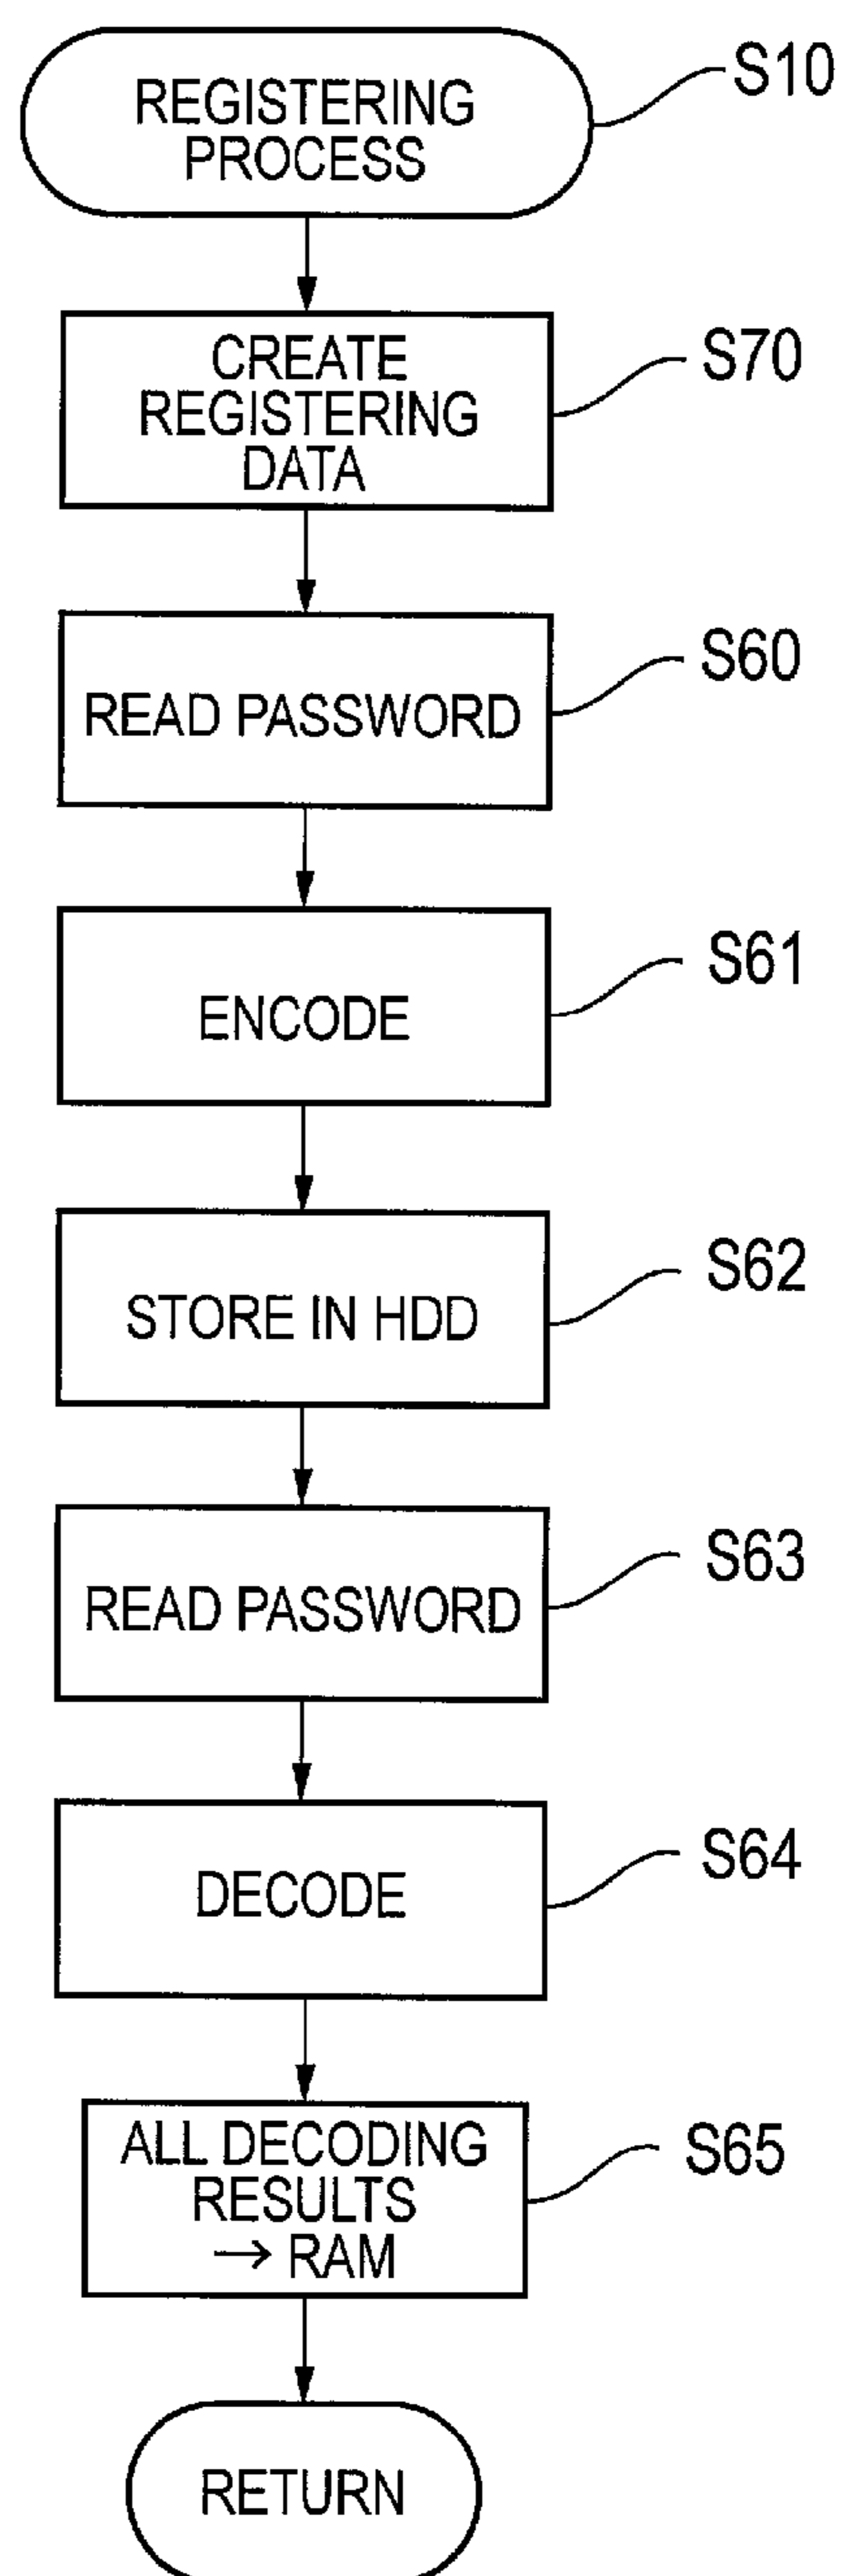 REGISTERING
PROCESS
S10
CREATE
REGISTERING
DATA
S70
READ PASSWORD
S60
ENCODE
S61
STORE IN HDD
S62
READ PASSWORD
S63
DECODE
S64
ALL DECODING
RESULTS
→ RAM
S65
RETURN